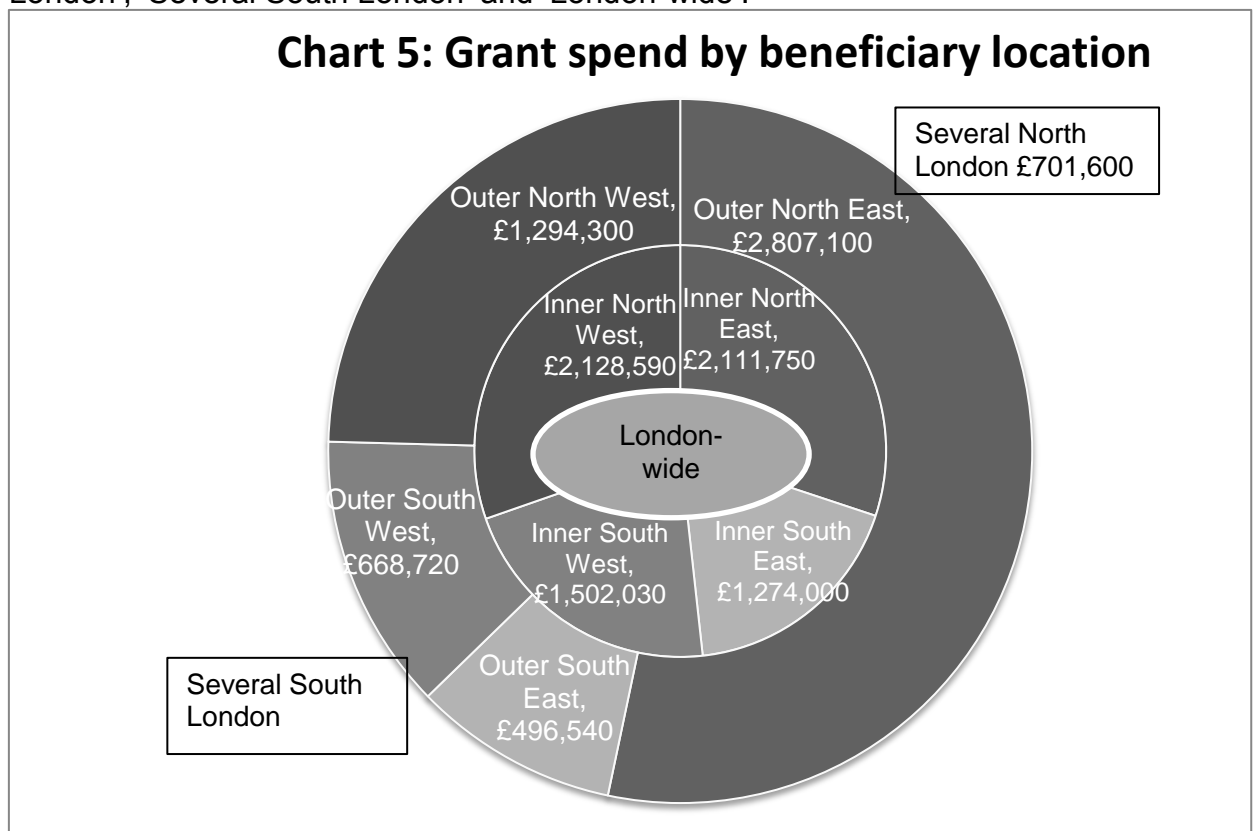 London', 'Several South London' and 'London-wide'.
Chart 5: Grant spend by beneficiary location
Several North
London £701,600
Outer North West,
£1,294,300
Outer North East,
£2,807,100
Inner North
West,
£2,128,590
Inner North
East,
£2,111,750
London-
wide
Outer South
West,
£668,720
Inner South
West,
£1,502,030
Inner South
East,
£1,274,000
Outer South
East,
£496,540
Several South
London